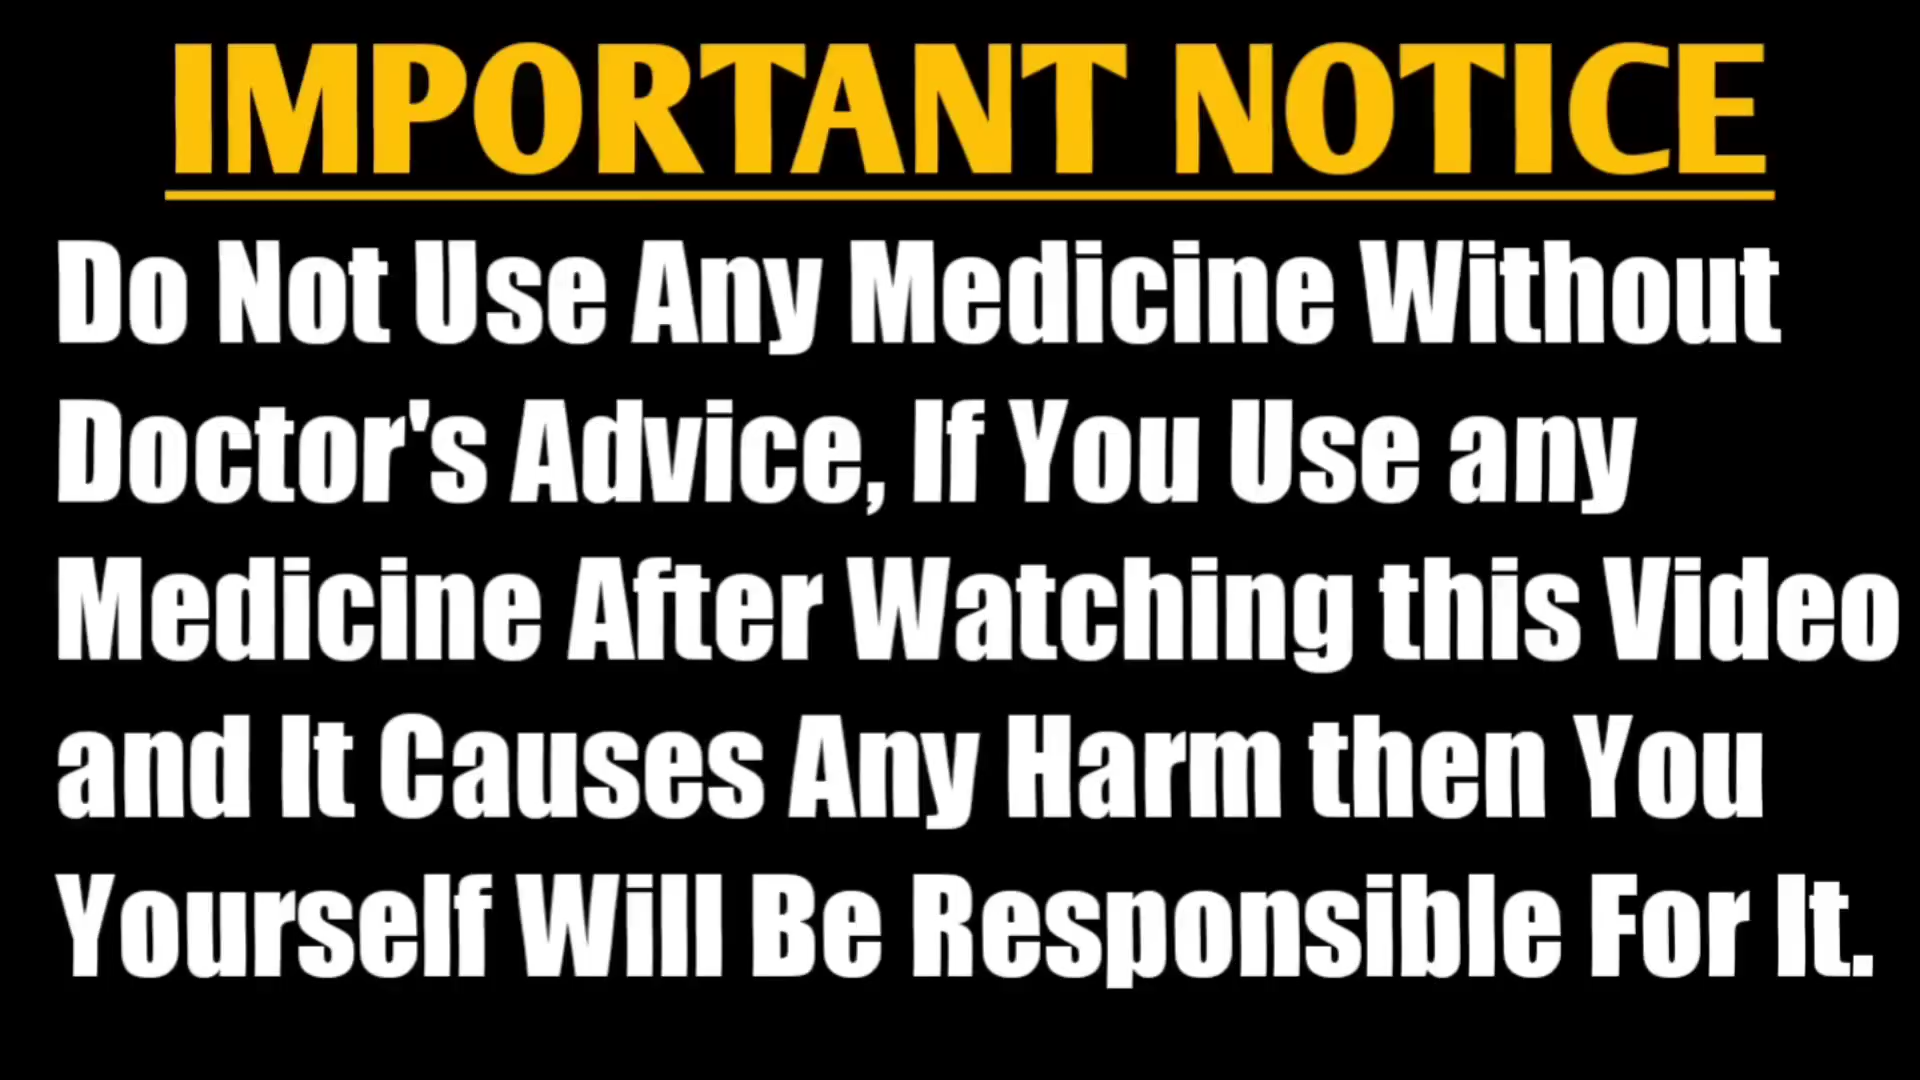 IMPORTANT NOTICE
Do Not Use Any Medicine Without
Doctor's Advice, If You Use any
Medicine After Watching this Video
and It Causes Any Harm then You
Yourself Will Be Responsible For It.